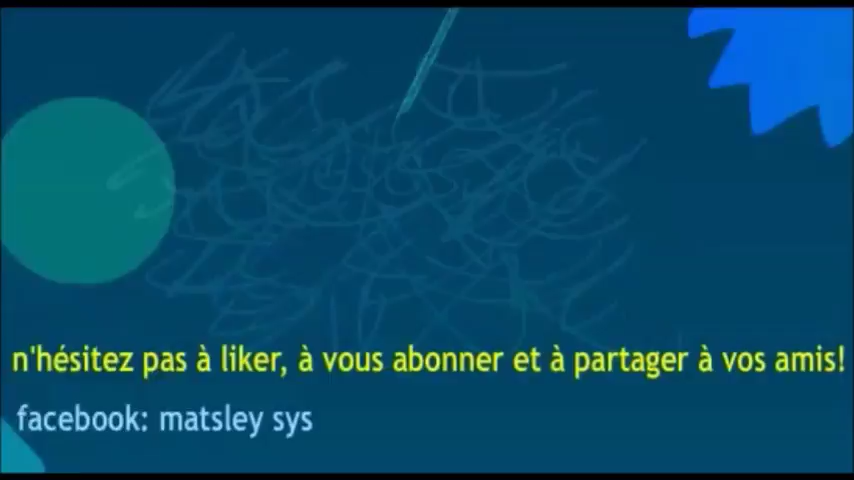 n'hésitez pas à liker, à vous abonner et à partager à vos amis!
facebook: matsley sys